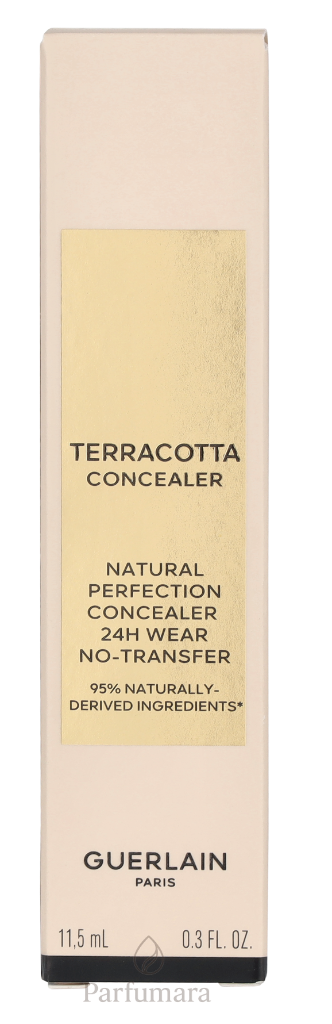 TERRACOTTA
CONCEALER
NATURAL
PERFECTION
CONCEALER
24H WEAR
NO-TRANSFER
95% NATURALLY-
DERIVED INGREDIENTS*
GUERLAIN
PARIS
11,5 mL 0.3 FL. OZ.
Parfumara